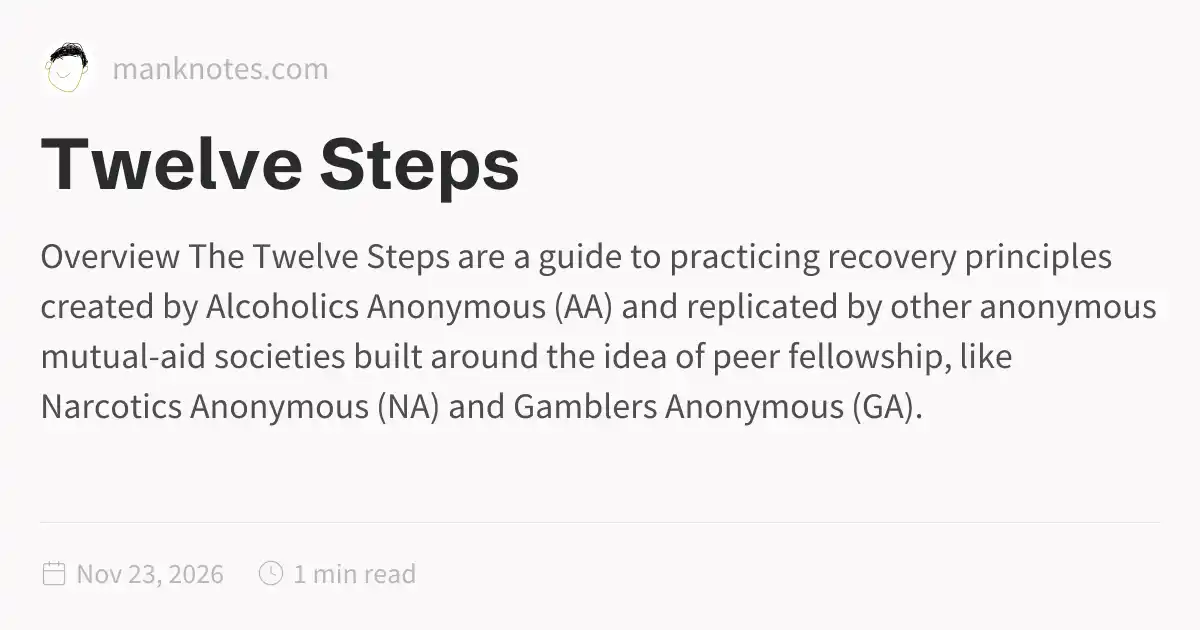 manknotes.com
Twelve Steps
Overview The Twelve Steps are a guide to practicing recovery principles
created by Alcoholics Anonymous (AA) and replicated by other anonymous
mutual-aid societies built around the idea of peer fellowship, like
Narcotics Anonymous (NA) and Gamblers Anonymous (GA).
Nov 23, 2026 1 min read